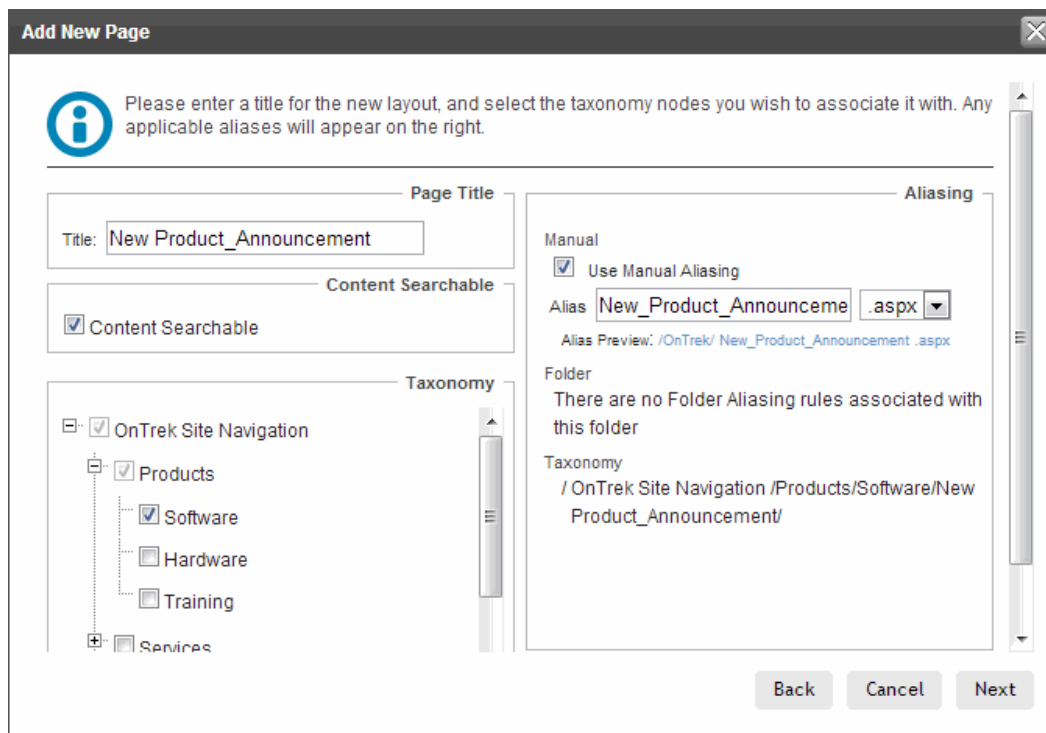 Add New Page
Please enter a title for the new layout, and select the taxonomy nodes you wish to associate it with. Any
applicable aliases will appear on the right.
Page Title
Title: New Product_Announcement
Content Searchable
Content Searchable
Taxonomy
OnTrek Site Navigation
Products
Software
Hardware
Training
Services
Aliasing
Manual
Use Manual Aliasing
Alias New_Product_Announceme .aspx
Alias Preview: /OnTrek/ New_Product_Announcement .aspx
Folder
There are no Folder Aliasing rules associated with
this folder
Taxonomy
/ OnTrek Site Navigation /Products/Software/New
Product_Announcement/
Back Cancel Next